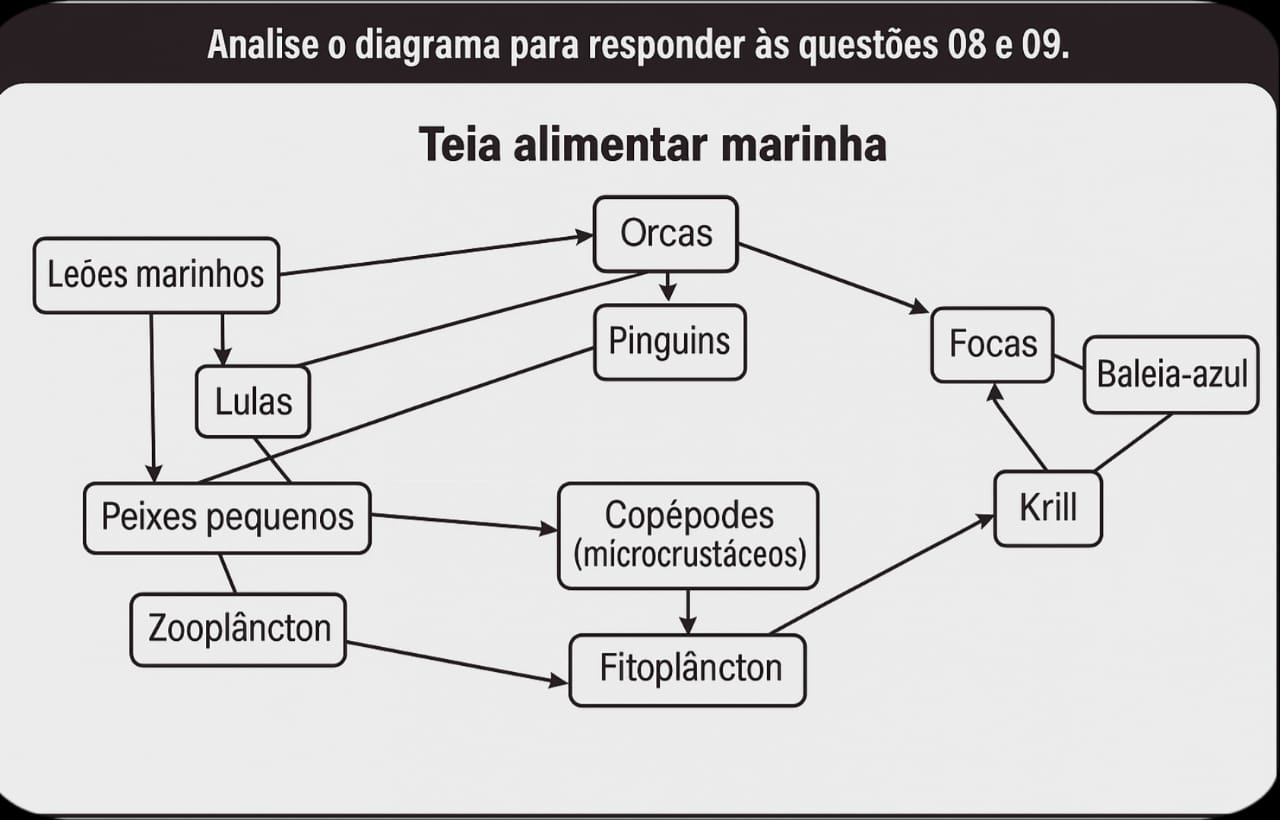 Analise o diagrama para responder às questões 08 e 09.
Teia alimentar marinha
Orcas
Leões marinhos
Pinguins
Focas
Baleia-azul
Lulas
Peixes pequenos
Copépodes
(microcrustáceos)
Krill
Zooplâncton
Fitoplâncton